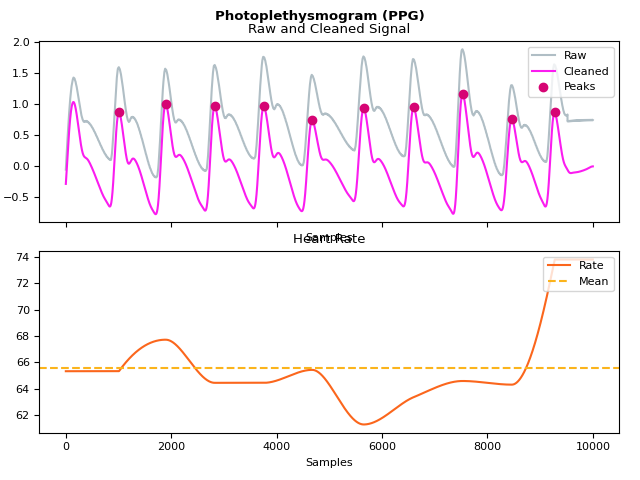 Photoplethysmogram (PPG)
Raw and Cleaned Signal
2.0
1.5
1.0
0.5
0.0
−0.5
Raw
Cleaned
Peaks
Samples
Heart Rate
74
72
70
68
66
64
62
Rate
Mean
0 2000 4000 6000 8000 10000
Samples